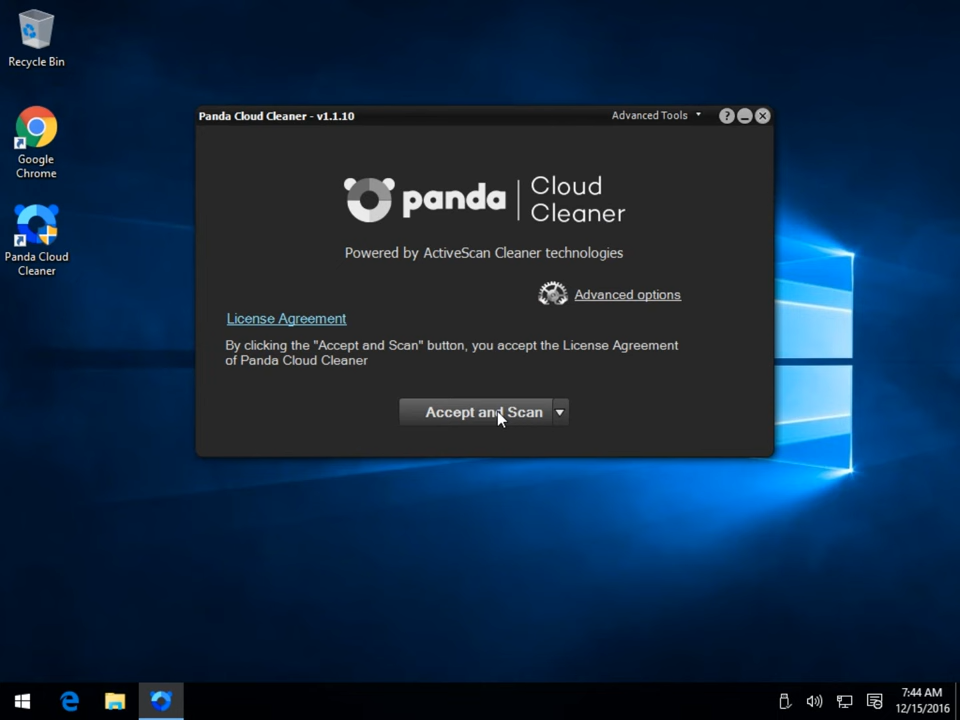 Recycle Bin
Google
Chrome
Panda Cloud
Cleaner
Panda Cloud Cleaner - v1.1.10
Advanced Tools
?
panda
Cloud
Cleaner
Powered by ActiveScan Cleaner technologies
Advanced options
License Agreement
By clicking the "Accept and Scan" button, you accept the License Agreement
of Panda Cloud Cleaner
Accept and Scan
7:44 AM
12/15/2016